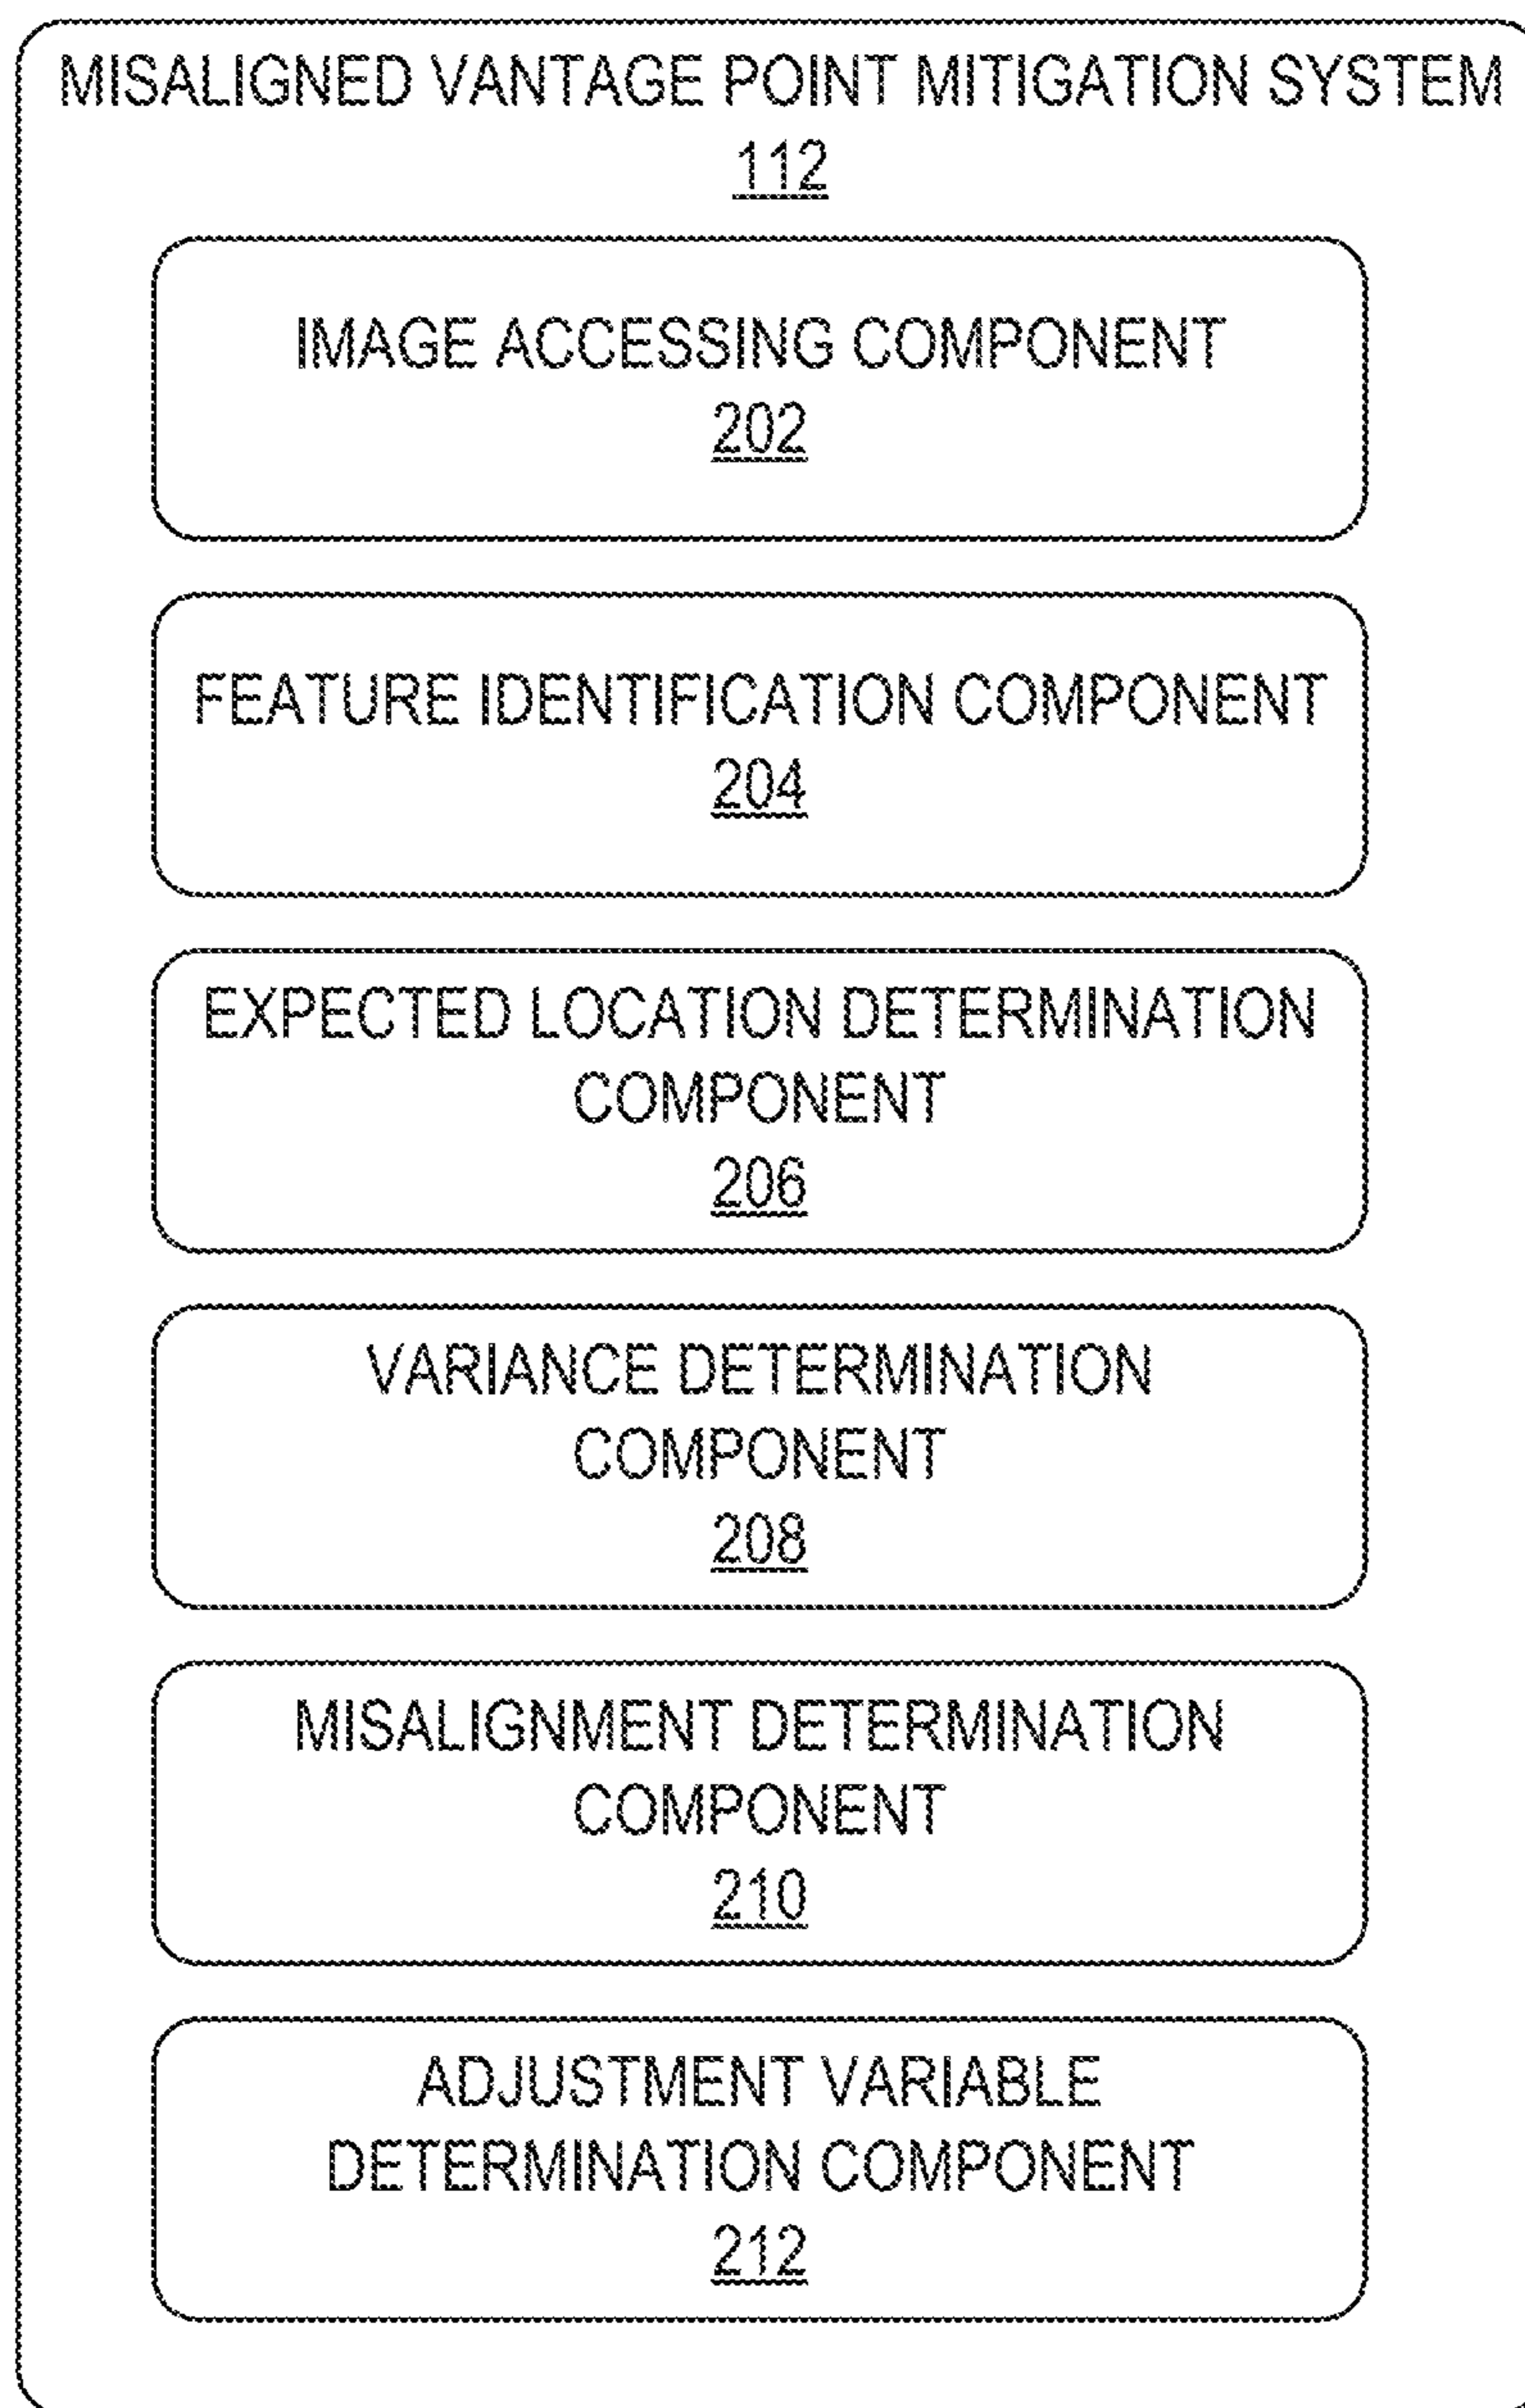 MISALIGNED VANTAGE POINT MITIGATION SYSTEM
112
IMAGE ACCESSING COMPONENT
202
FEATURE IDENTIFICATION COMPONENT
204
EXPECTED LOCATION DETERMINATION
COMPONENT
206
VARIANCE DETERMINATION
COMPONENT
208
MISALIGNMENT DETERMINATION
COMPONENT
210
ADJUSTMENT VARIABLE
DETERMINATION COMPONENT
212